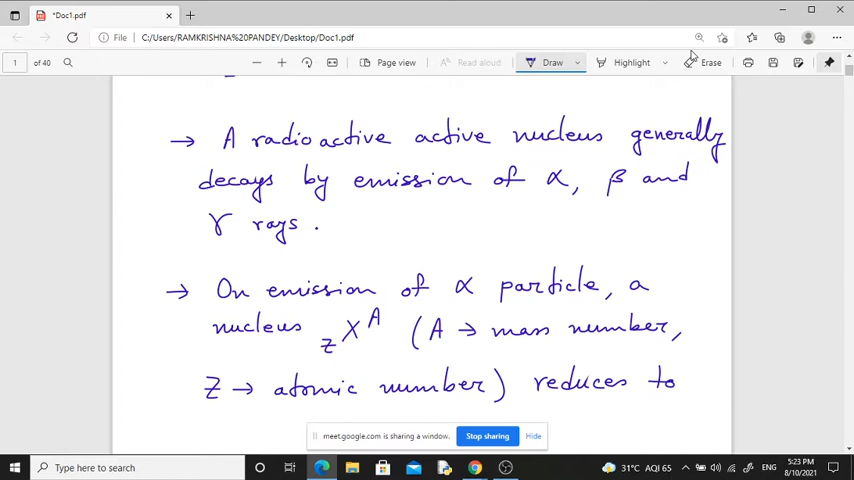 *Doc1.pdf
File
C:/Users/RAMKRISHNA%20PANDEY/Desktop/Doc1.pdf
1 of 40
Page view
Read aloud
Draw
Highlight
Erase
→ A radioactive active nucleus generally
decays by emission of α, β and
γ rays.
→ On emission of α particle, a
nucleus zXᴬ (A → mass number,
Z → atomic number) reduces to
meet.google.com is sharing a window.
Stop sharing
Hide
Type here to search
31°C AQI 65
ENG
5:23 PM
8/10/2021